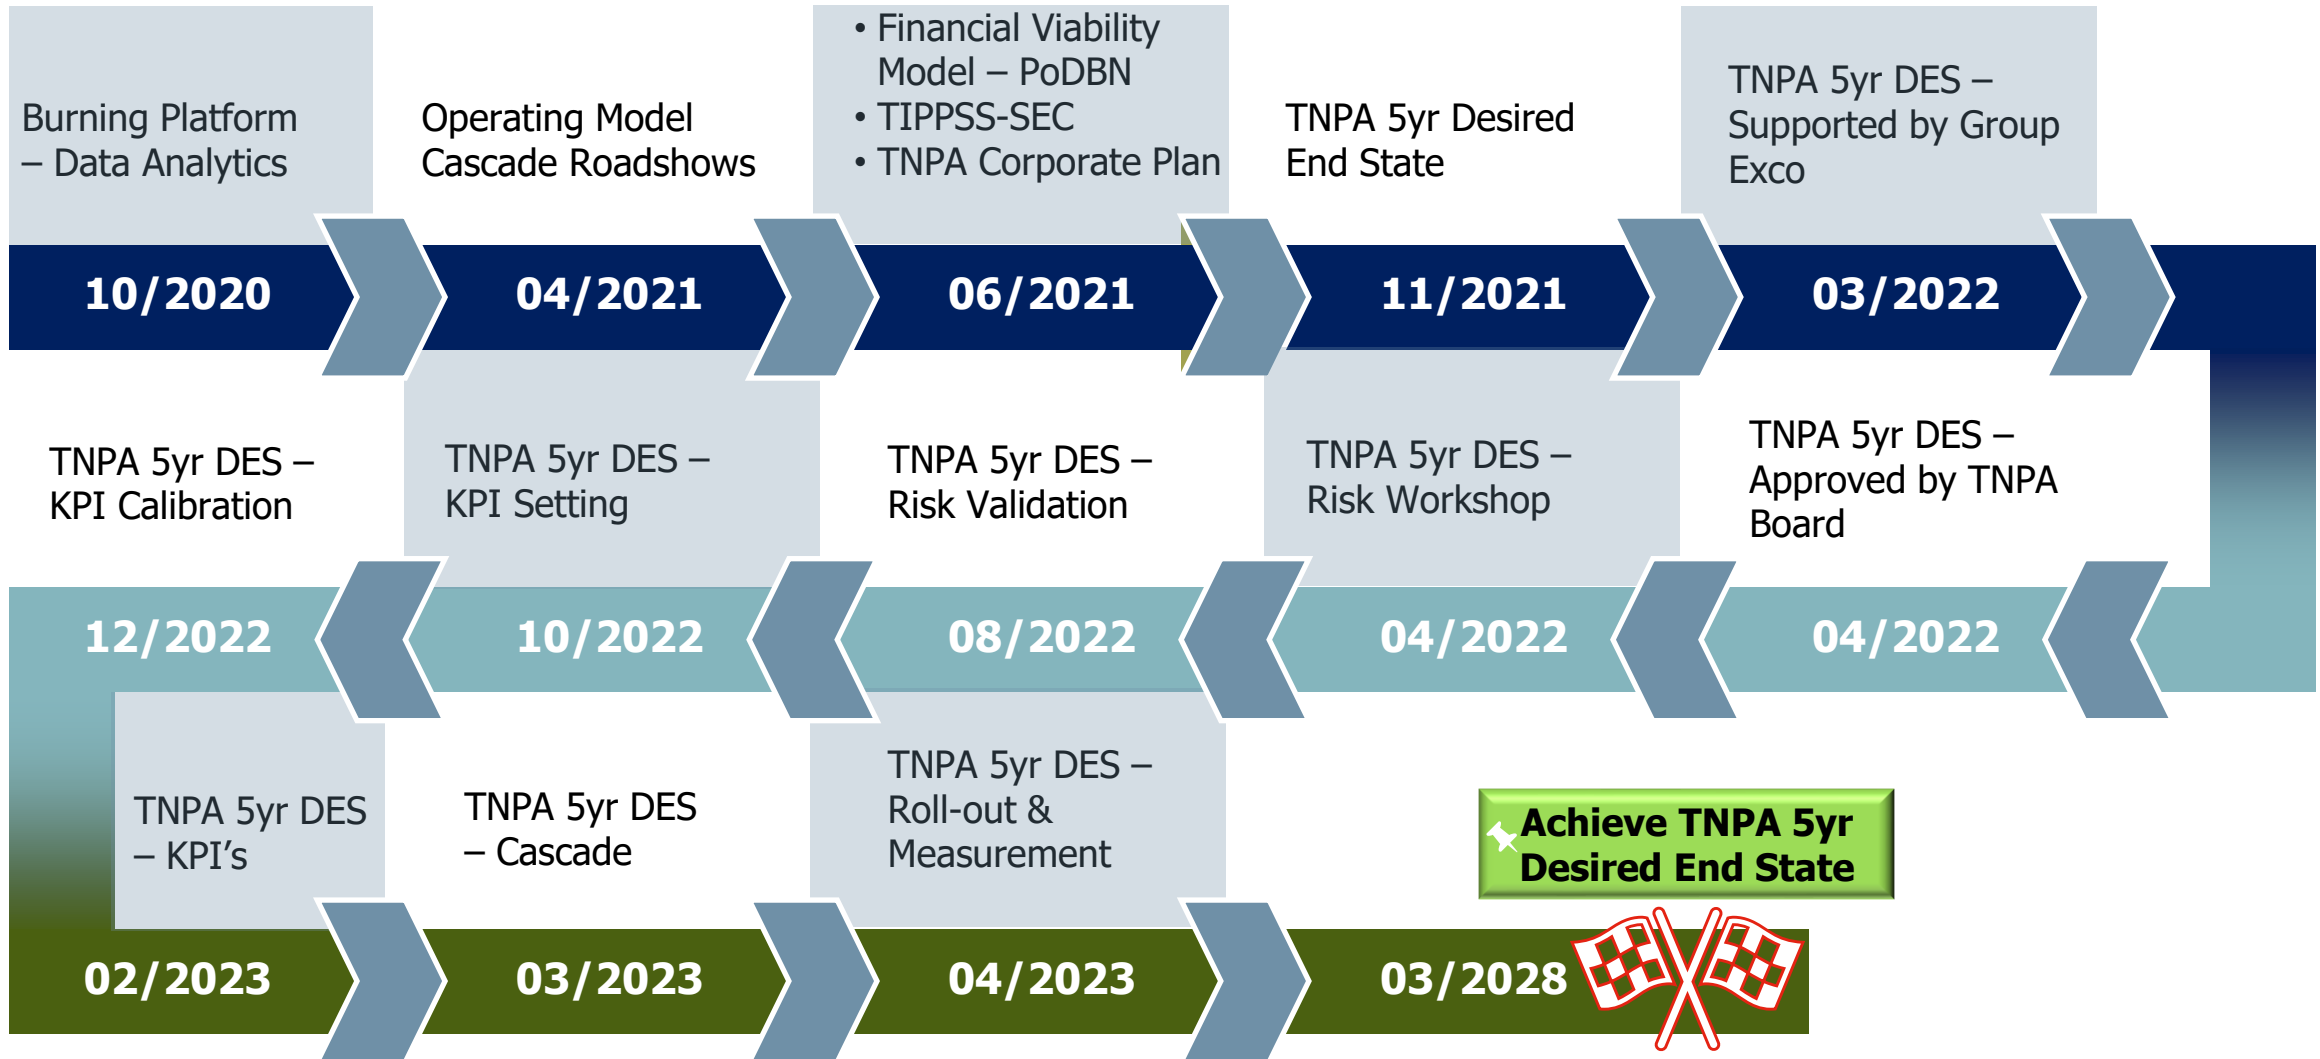 Burning Platform
– Data Analytics
Operating Model
Cascade Roadshows
• Financial Viability
Model – PoDBN
• TIPPSS-SEC
• TNPA Corporate Plan
TNPA 5yr Desired
End State
TNPA 5yr DES –
Supported by Group
Exco
10/2020
04/2021
06/2021
11/2021
03/2022
TNPA 5yr DES –
Approved by TNPA
Board
TNPA 5yr DES –
Risk Workshop
TNPA 5yr DES –
Risk Validation
TNPA 5yr DES –
KPI Setting
TNPA 5yr DES –
KPI Calibration
04/2022
04/2022
08/2022
10/2022
12/2022
TNPA 5yr DES
– KPI’s
TNPA 5yr DES
– Cascade
TNPA 5yr DES –
Roll-out &
Measurement
Achieve TNPA 5yr
Desired End State
02/2023
03/2023
04/2023
03/2028